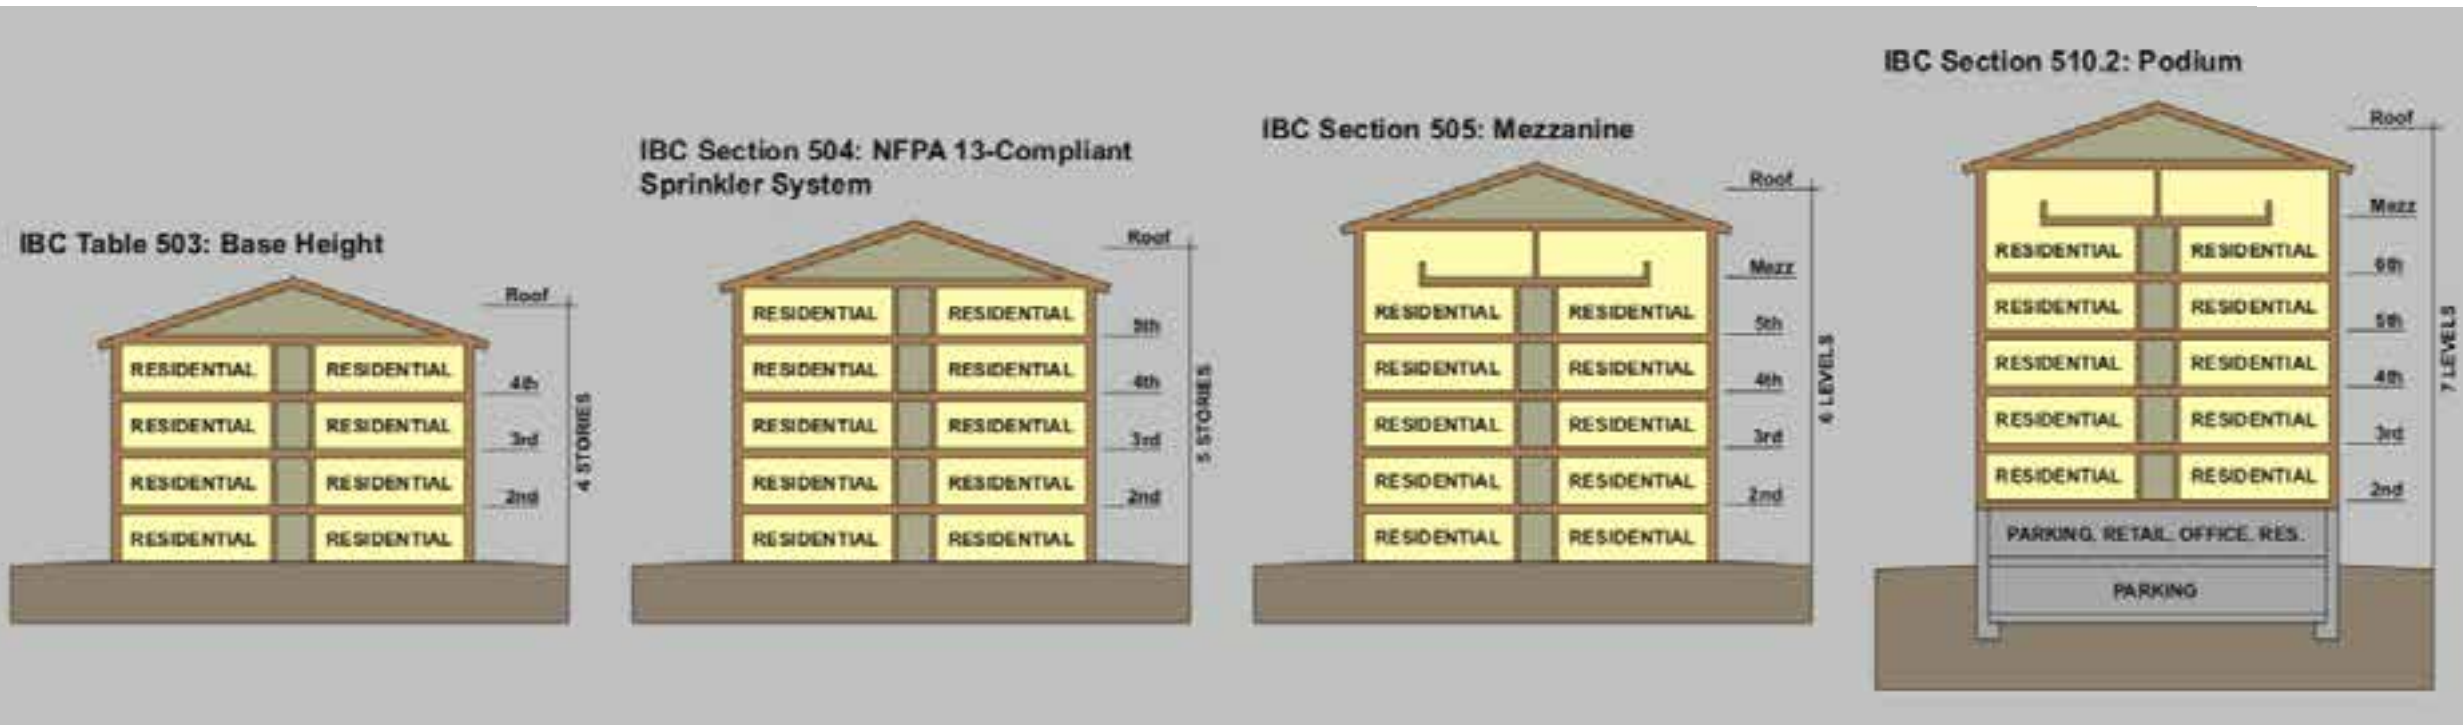 IBC Table 503: Base Height
Roof
RESIDENTIAL RESIDENTIAL
4th
RESIDENTIAL RESIDENTIAL
3rd
RESIDENTIAL RESIDENTIAL
2nd
RESIDENTIAL RESIDENTIAL
4 STORIES
IBC Section 504: NFPA 13-Compliant
Sprinkler System
Roof
RESIDENTIAL RESIDENTIAL
5th
RESIDENTIAL RESIDENTIAL
4th
RESIDENTIAL RESIDENTIAL
3rd
RESIDENTIAL RESIDENTIAL
2nd
RESIDENTIAL RESIDENTIAL
5 STORIES
IBC Section 505: Mezzanine
Roof
Mezz
RESIDENTIAL RESIDENTIAL
5th
RESIDENTIAL RESIDENTIAL
4th
RESIDENTIAL RESIDENTIAL
3rd
RESIDENTIAL RESIDENTIAL
2nd
RESIDENTIAL RESIDENTIAL
6 LEVELS
IBC Section 510.2: Podium
Roof
Mezz
RESIDENTIAL RESIDENTIAL
6th
RESIDENTIAL RESIDENTIAL
5th
RESIDENTIAL RESIDENTIAL
4th
RESIDENTIAL RESIDENTIAL
3rd
RESIDENTIAL RESIDENTIAL
2nd
PARKING, RETAIL, OFFICE, RES.
PARKING
7 LEVELS